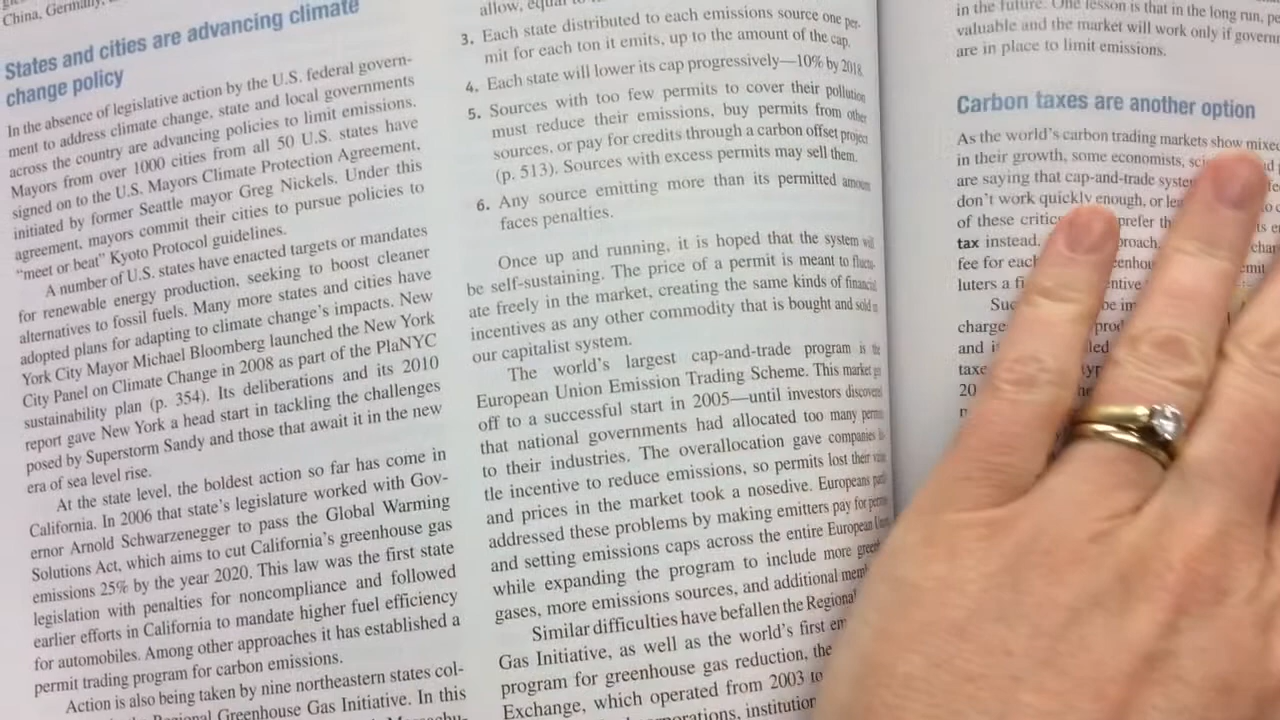 China, Germany,
States and cities are advancing climate
change policy
In the absence of legislative action by the U.S. federal govern-
ment to address climate change, state and local governments
across the country are advancing policies to limit emissions.
Mayors from over 1000 cities from all 50 U.S. states have
signed on to the U.S. Mayors Climate Protection Agreement,
initiated by former Seattle mayor Greg Nickels. Under this
agreement, mayors commit their cities to pursue policies to
“meet or beat” Kyoto Protocol guidelines.
A number of U.S. states have enacted targets or mandates
for renewable energy production, seeking to boost cleaner
alternatives to fossil fuels. Many more states and cities have
adopted plans for adapting to climate change’s impacts. New
York City Mayor Michael Bloomberg launched the New York
City Panel on Climate Change in 2008 as part of the PlaNYC
sustainability plan (p. 354). Its deliberations and its 2010
report gave New York a head start in tackling the challenges
posed by Superstorm Sandy and those that await it in the new
era of sea level rise.
At the state level, the boldest action so far has come in
California. In 2006 that state’s legislature worked with Gov-
ernor Arnold Schwarzenegger to pass the Global Warming
Solutions Act, which aims to cut California’s greenhouse gas
emissions 25% by the year 2020. This law was the first state
legislation with penalties for noncompliance and followed
earlier efforts in California to mandate higher fuel efficiency
for automobiles. Among other approaches it has established a
permit trading program for carbon emissions.
Action is also being taken by nine northeastern states col-
Regional Greenhouse Gas Initiative. In this
allow, equal to
3. Each state distributed to each emissions source one per-
mit for each ton it emits, up to the amount of the cap.
4. Each state will lower its cap progressively—10% by 2018.
5. Sources with too few permits to cover their pollution
must reduce their emissions, buy permits from other
sources, or pay for credits through a carbon offset project
(p. 513). Sources with excess permits may sell them.
6. Any source emitting more than its permitted amount
faces penalties.
Once up and running, it is hoped that the system will
be self-sustaining. The price of a permit is meant to fluctu-
ate freely in the market, creating the same kinds of financial
incentives as any other commodity that is bought and sold in
our capitalist system.
The world’s largest cap-and-trade program is the
European Union Emission Trading Scheme. This market got
off to a successful start in 2005—until investors discovered
that national governments had allocated too many permits
to their industries. The overallocation gave companies lit-
tle incentive to reduce emissions, so permits lost their value
and prices in the market took a nosedive. Europeans
addressed these problems by making emitters pay for permits
and setting emissions caps across the entire European Union
while expanding the program to include more
gases, more emissions sources, and additional
Similar difficulties have befallen the Regional
Gas Initiative, as well as the world’s first
program for greenhouse gas reduction, the
Exchange, which operated from 2003 to
institution
in the future. One lesson is that in the long run,
valuable and the market will work only if
are in place to limit emissions.
Carbon taxes are another option
As the world’s carbon trading markets show mixed
in their growth, some economists,
are saying that cap-and-trade
don’t work quickly enough, or
of these critics prefer
tax instead.
fee for each
luters a
Suc be
charge
and
taxe
20